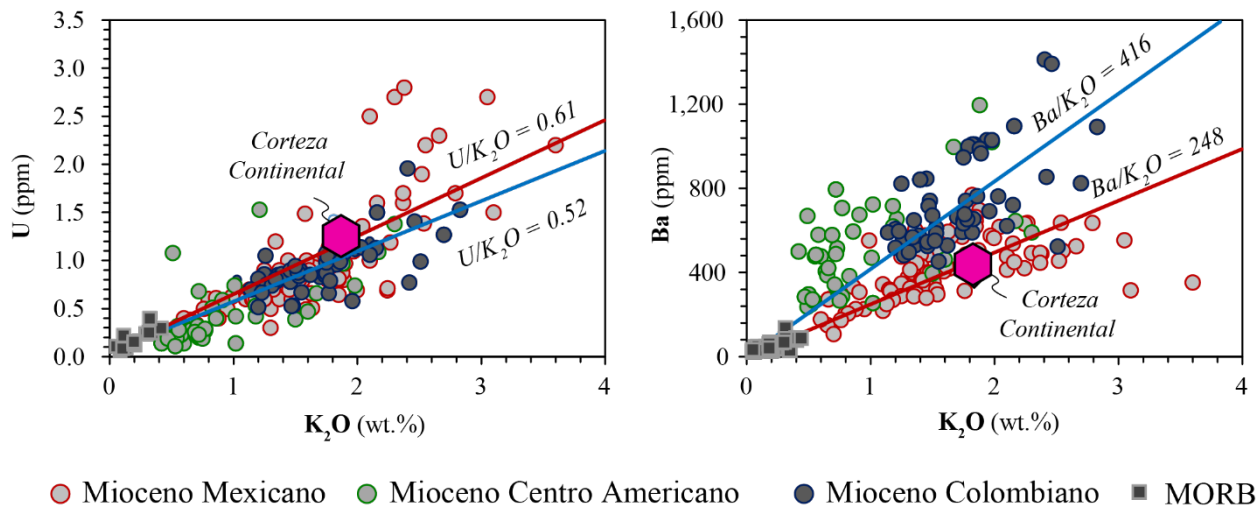 3.5
3.0
2.5
2.0
1.5
1.0
0.5
0.0
U (ppm)
0
1
2
3
4
K₂O (wt.%)
Corteza
Continental
U/K₂O = 0.61
U/K₂O = 0.52
1,600
1,200
800
400
0
Ba (ppm)
0
1
2
3
4
K₂O (wt.%)
Ba/K₂O = 416
Ba/K₂O = 248
Corteza
Continental
Mioceno Mexicano
Mioceno Centro Americano
Mioceno Colombiano
MORB